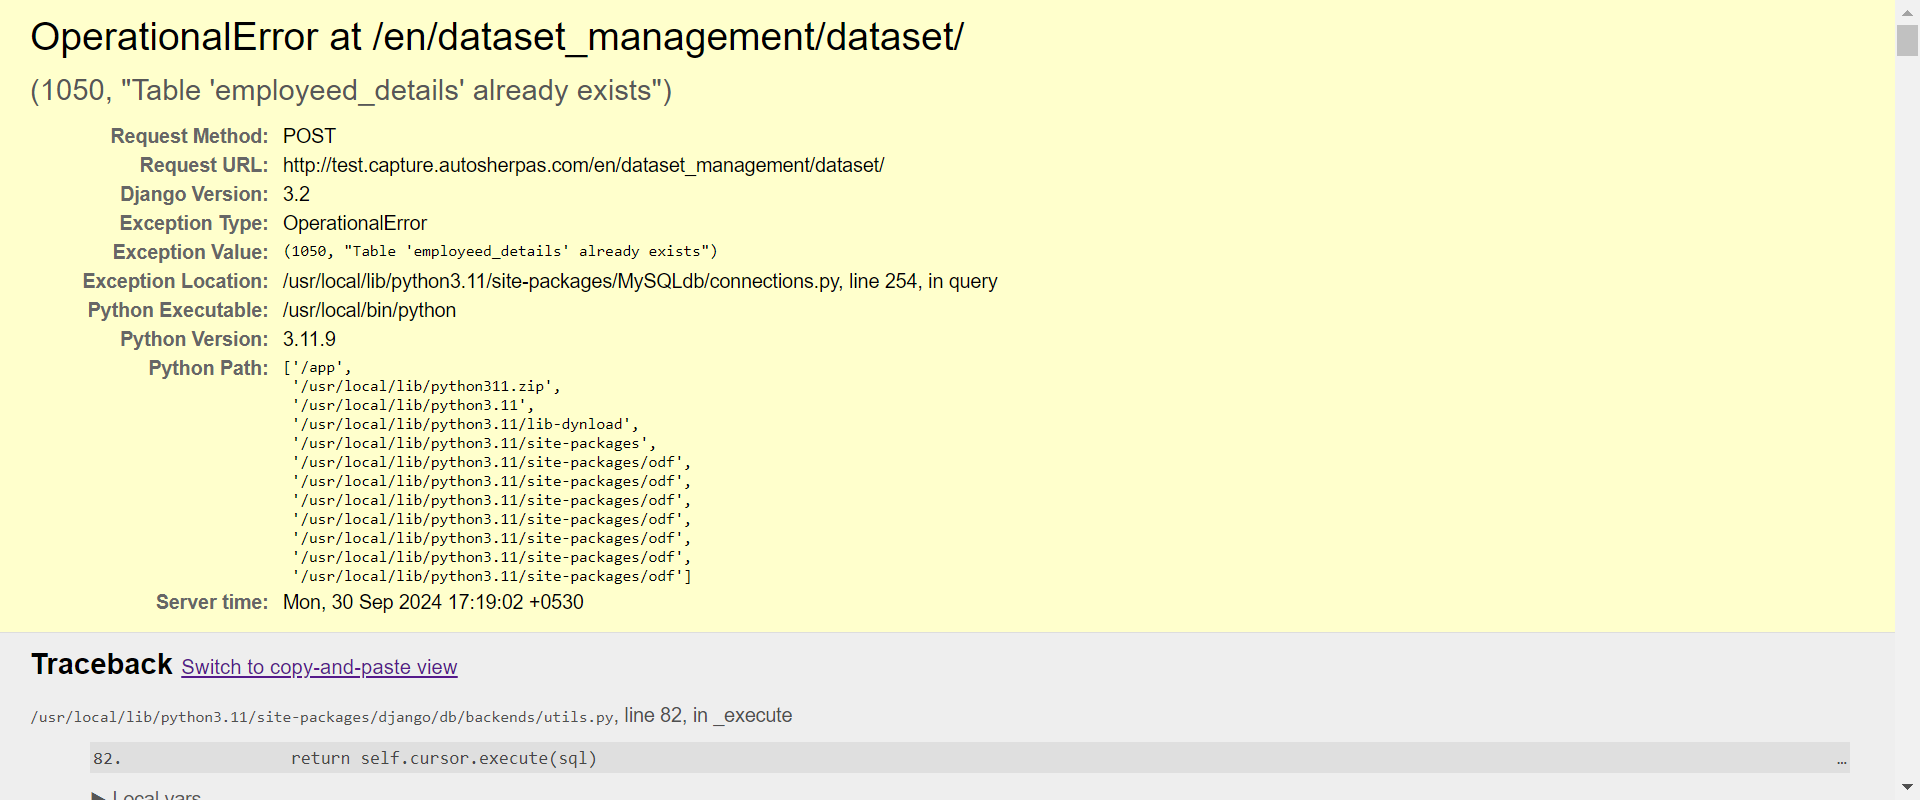 OperationalError at /en/dataset_management/dataset/
(1050, "Table 'employeed_details' already exists")
Request Method: POST
Request URL: http://test.capture.autosherpas.com/en/dataset_management/dataset/
Django Version: 3.2
Exception Type: OperationalError
Exception Value: (1050, "Table 'employeed_details' already exists")
Exception Location: /usr/local/lib/python3.11/site-packages/MySQLdb/connections.py, line 254, in query
Python Executable: /usr/local/bin/python
Python Version: 3.11.9
Python Path: ['/app',
'/usr/local/lib/python311.zip',
'/usr/local/lib/python3.11',
'/usr/local/lib/python3.11/lib-dynload',
'/usr/local/lib/python3.11/site-packages',
'/usr/local/lib/python3.11/site-packages/odf',
'/usr/local/lib/python3.11/site-packages/odf',
'/usr/local/lib/python3.11/site-packages/odf',
'/usr/local/lib/python3.11/site-packages/odf',
'/usr/local/lib/python3.11/site-packages/odf',
'/usr/local/lib/python3.11/site-packages/odf',
'/usr/local/lib/python3.11/site-packages/odf']
Server time: Mon, 30 Sep 2024 17:19:02 +0530
Traceback Switch to copy-and-paste view
/usr/local/lib/python3.11/site-packages/django/db/backends/utils.py, line 82, in _execute
82. return self.cursor.execute(sql) …
▶ Local vars